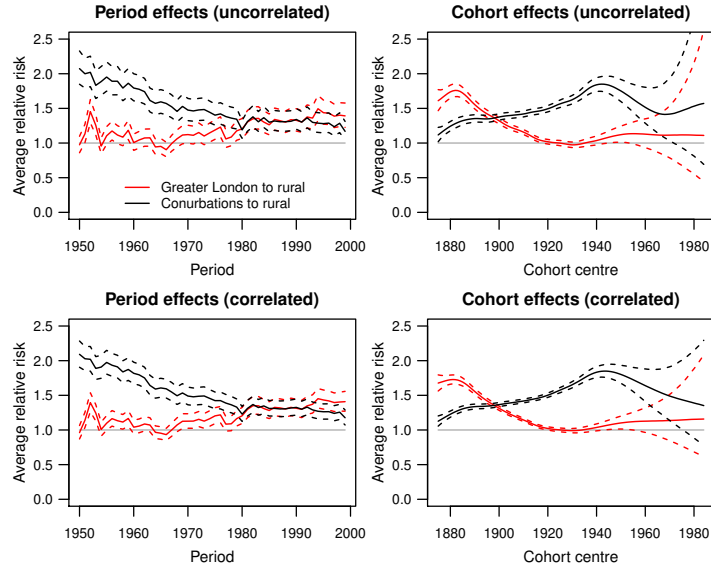 Period effects (uncorrelated)
Average relative risk
2.5
2.0
1.5
1.0
0.5
0.0
Greater London to rural
Conurbations to rural
1950 1960 1970 1980 1990 2000
Period
Cohort effects (uncorrelated)
Average relative risk
2.5
2.0
1.5
1.0
0.5
0.0
1880 1900 1920 1940 1960 1980
Cohort centre
Period effects (correlated)
Average relative risk
2.5
2.0
1.5
1.0
0.5
0.0
1950 1960 1970 1980 1990 2000
Period
Cohort effects (correlated)
Average relative risk
2.5
2.0
1.5
1.0
0.5
0.0
1880 1900 1920 1940 1960 1980
Cohort centre